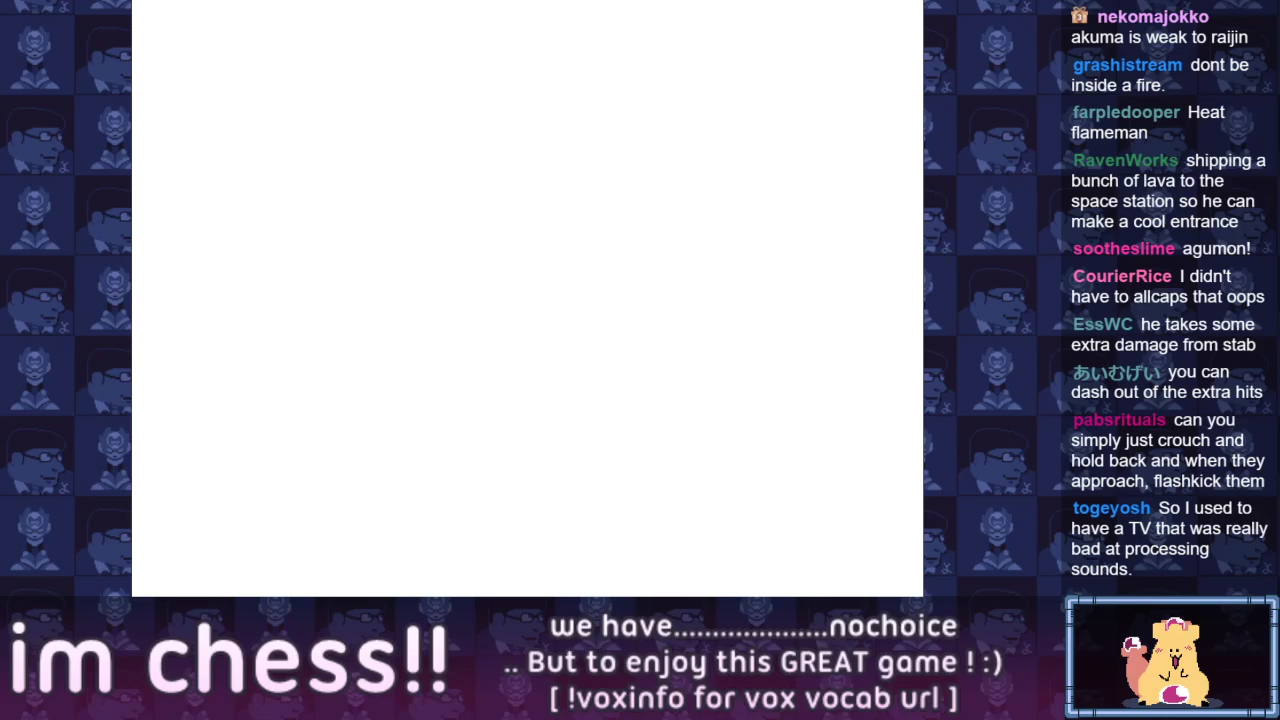 nekomajokko
akuma is weak to raijin
grashistream dont be
inside a fire.
farpledooper Heat
flameman
RavenWorks shipping a
bunch of lava to the
space station so he can
make a cool entrance
sootheslime agumon!
CourierRice I didn't
have to allcaps that oops
EssWC he takes some
extra damage from stab
あいむげい you can
dash out of the extra hits
pabsrituals can you
simply just crouch and
hold back and when they
approach, flashkick them
togeyosh So I used to
have a TV that was really
bad at processing
sounds.
im chess!!
we have....................nochoice
.. But to enjoy this GREAT game ! :)
[ !voxinfo for vox vocab url ]